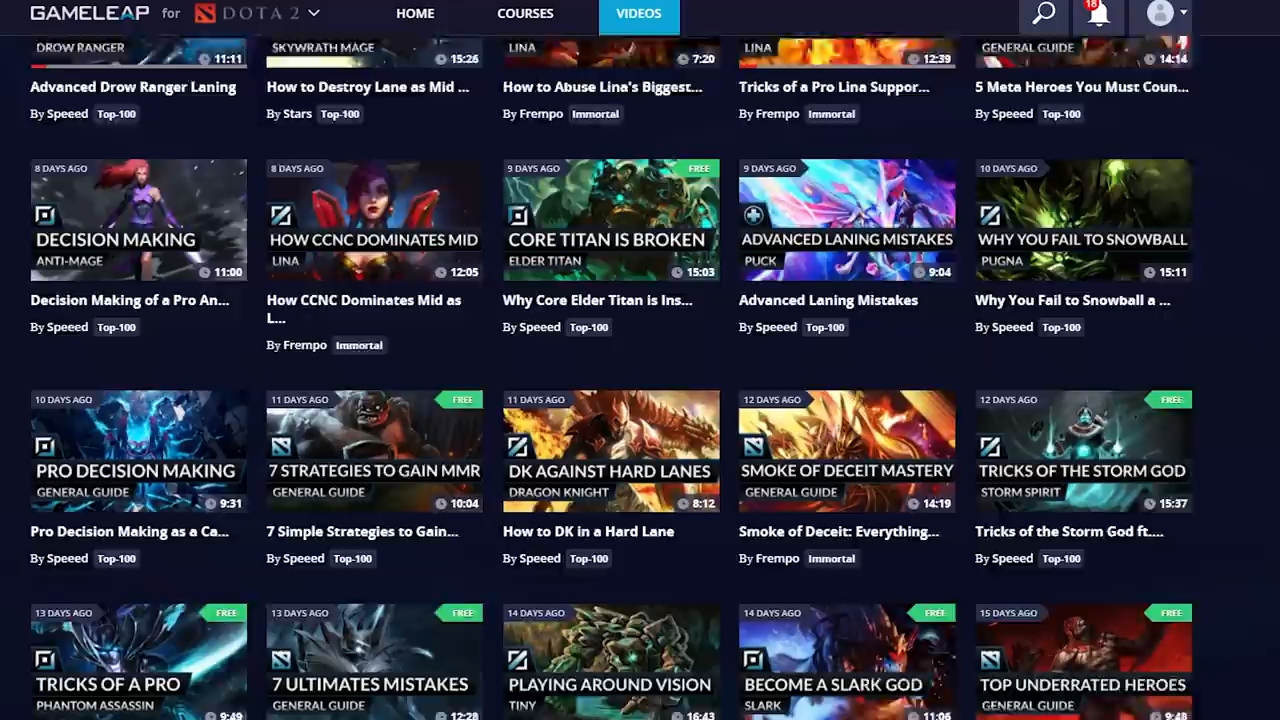 GAMELEAP for DOTA 2 HOME COURSES VIDEOS 18
DROW RANGER 11:11 SKYWRATH MAGE 15:26 LINA 7:20 LINA 12:39 GENERAL GUIDE 14:14
Advanced Drow Ranger Laning How to Destroy Lane as Mid ... How to Abuse Lina's Biggest... Tricks of a Pro Lina Suppor... 5 Meta Heroes You Must Coun...
By Speeed Top-100 By Stars Top-100 By Frempo Immortal By Frempo Immortal By Speeed Top-100
8 DAYS AGO 8 DAYS AGO 9 DAYS AGO FREE 9 DAYS AGO 10 DAYS AGO
DECISION MAKING HOW CCNC DOMINATES MID CORE TITAN IS BROKEN ADVANCED LANING MISTAKES WHY YOU FAIL TO SNOWBALL
ANTI-MAGE 11:00 LINA 12:05 ELDER TITAN 15:03 PUCK 9:04 PUGNA 15:11
Decision Making of a Pro An... How CCNC Dominates Mid as Why Core Elder Titan is Ins... Advanced Laning Mistakes Why You Fail to Snowball a ...
L...
By Speeed Top-100 By Frempo Immortal By Speeed Top-100 By Speeed Top-100 By Speeed Top-100
10 DAYS AGO 11 DAYS AGO FREE 11 DAYS AGO 12 DAYS AGO 12 DAYS AGO FREE
PRO DECISION MAKING 7 STRATEGIES TO GAIN MMR DK AGAINST HARD LANES SMOKE OF DECEIT MASTERY TRICKS OF THE STORM GOD
GENERAL GUIDE 9:31 GENERAL GUIDE 10:04 DRAGON KNIGHT 8:12 GENERAL GUIDE 14:19 STORM SPIRIT 15:37
Pro Decision Making as a Ca... 7 Simple Strategies to Gain... How to DK in a Hard Lane Smoke of Deceit: Everything... Tricks of the Storm God ft....
By Speeed Top-100 By Speeed Top-100 By Speeed Top-100 By Frempo Immortal By Speeed Top-100
13 DAYS AGO FREE 13 DAYS AGO FREE 14 DAYS AGO 14 DAYS AGO FREE 15 DAYS AGO FREE
TRICKS OF A PRO 7 ULTIMATES MISTAKES PLAYING AROUND VISION BECOME A SLARK GOD TOP UNDERRATED HEROES
PHANTOM ASSASSIN 9:49 GENERAL GUIDE 12:28 TINY 16:43 SLARK 11:06 GENERAL GUIDE 9:48